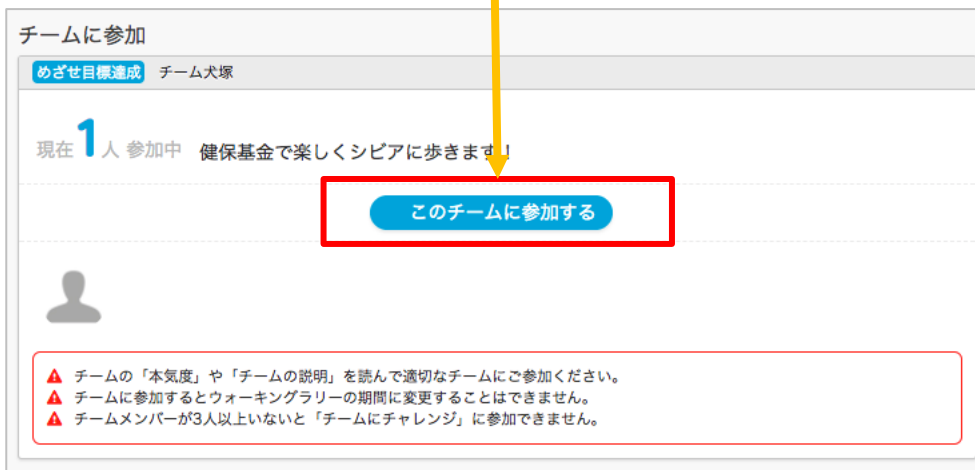 チームに参加
めざせ目標達成 チーム犬塚
現在 1 人 参加中 健保基金で楽しくシビアに歩きます!
このチームに参加する
チームの「本気度」や「チームの説明」を読んで適切なチームにご参加ください。
チームに参加するとウォーキングラリーの期間に変更することはできません。
チームメンバーが3人以上いないと「チームにチャレンジ」に参加できません。